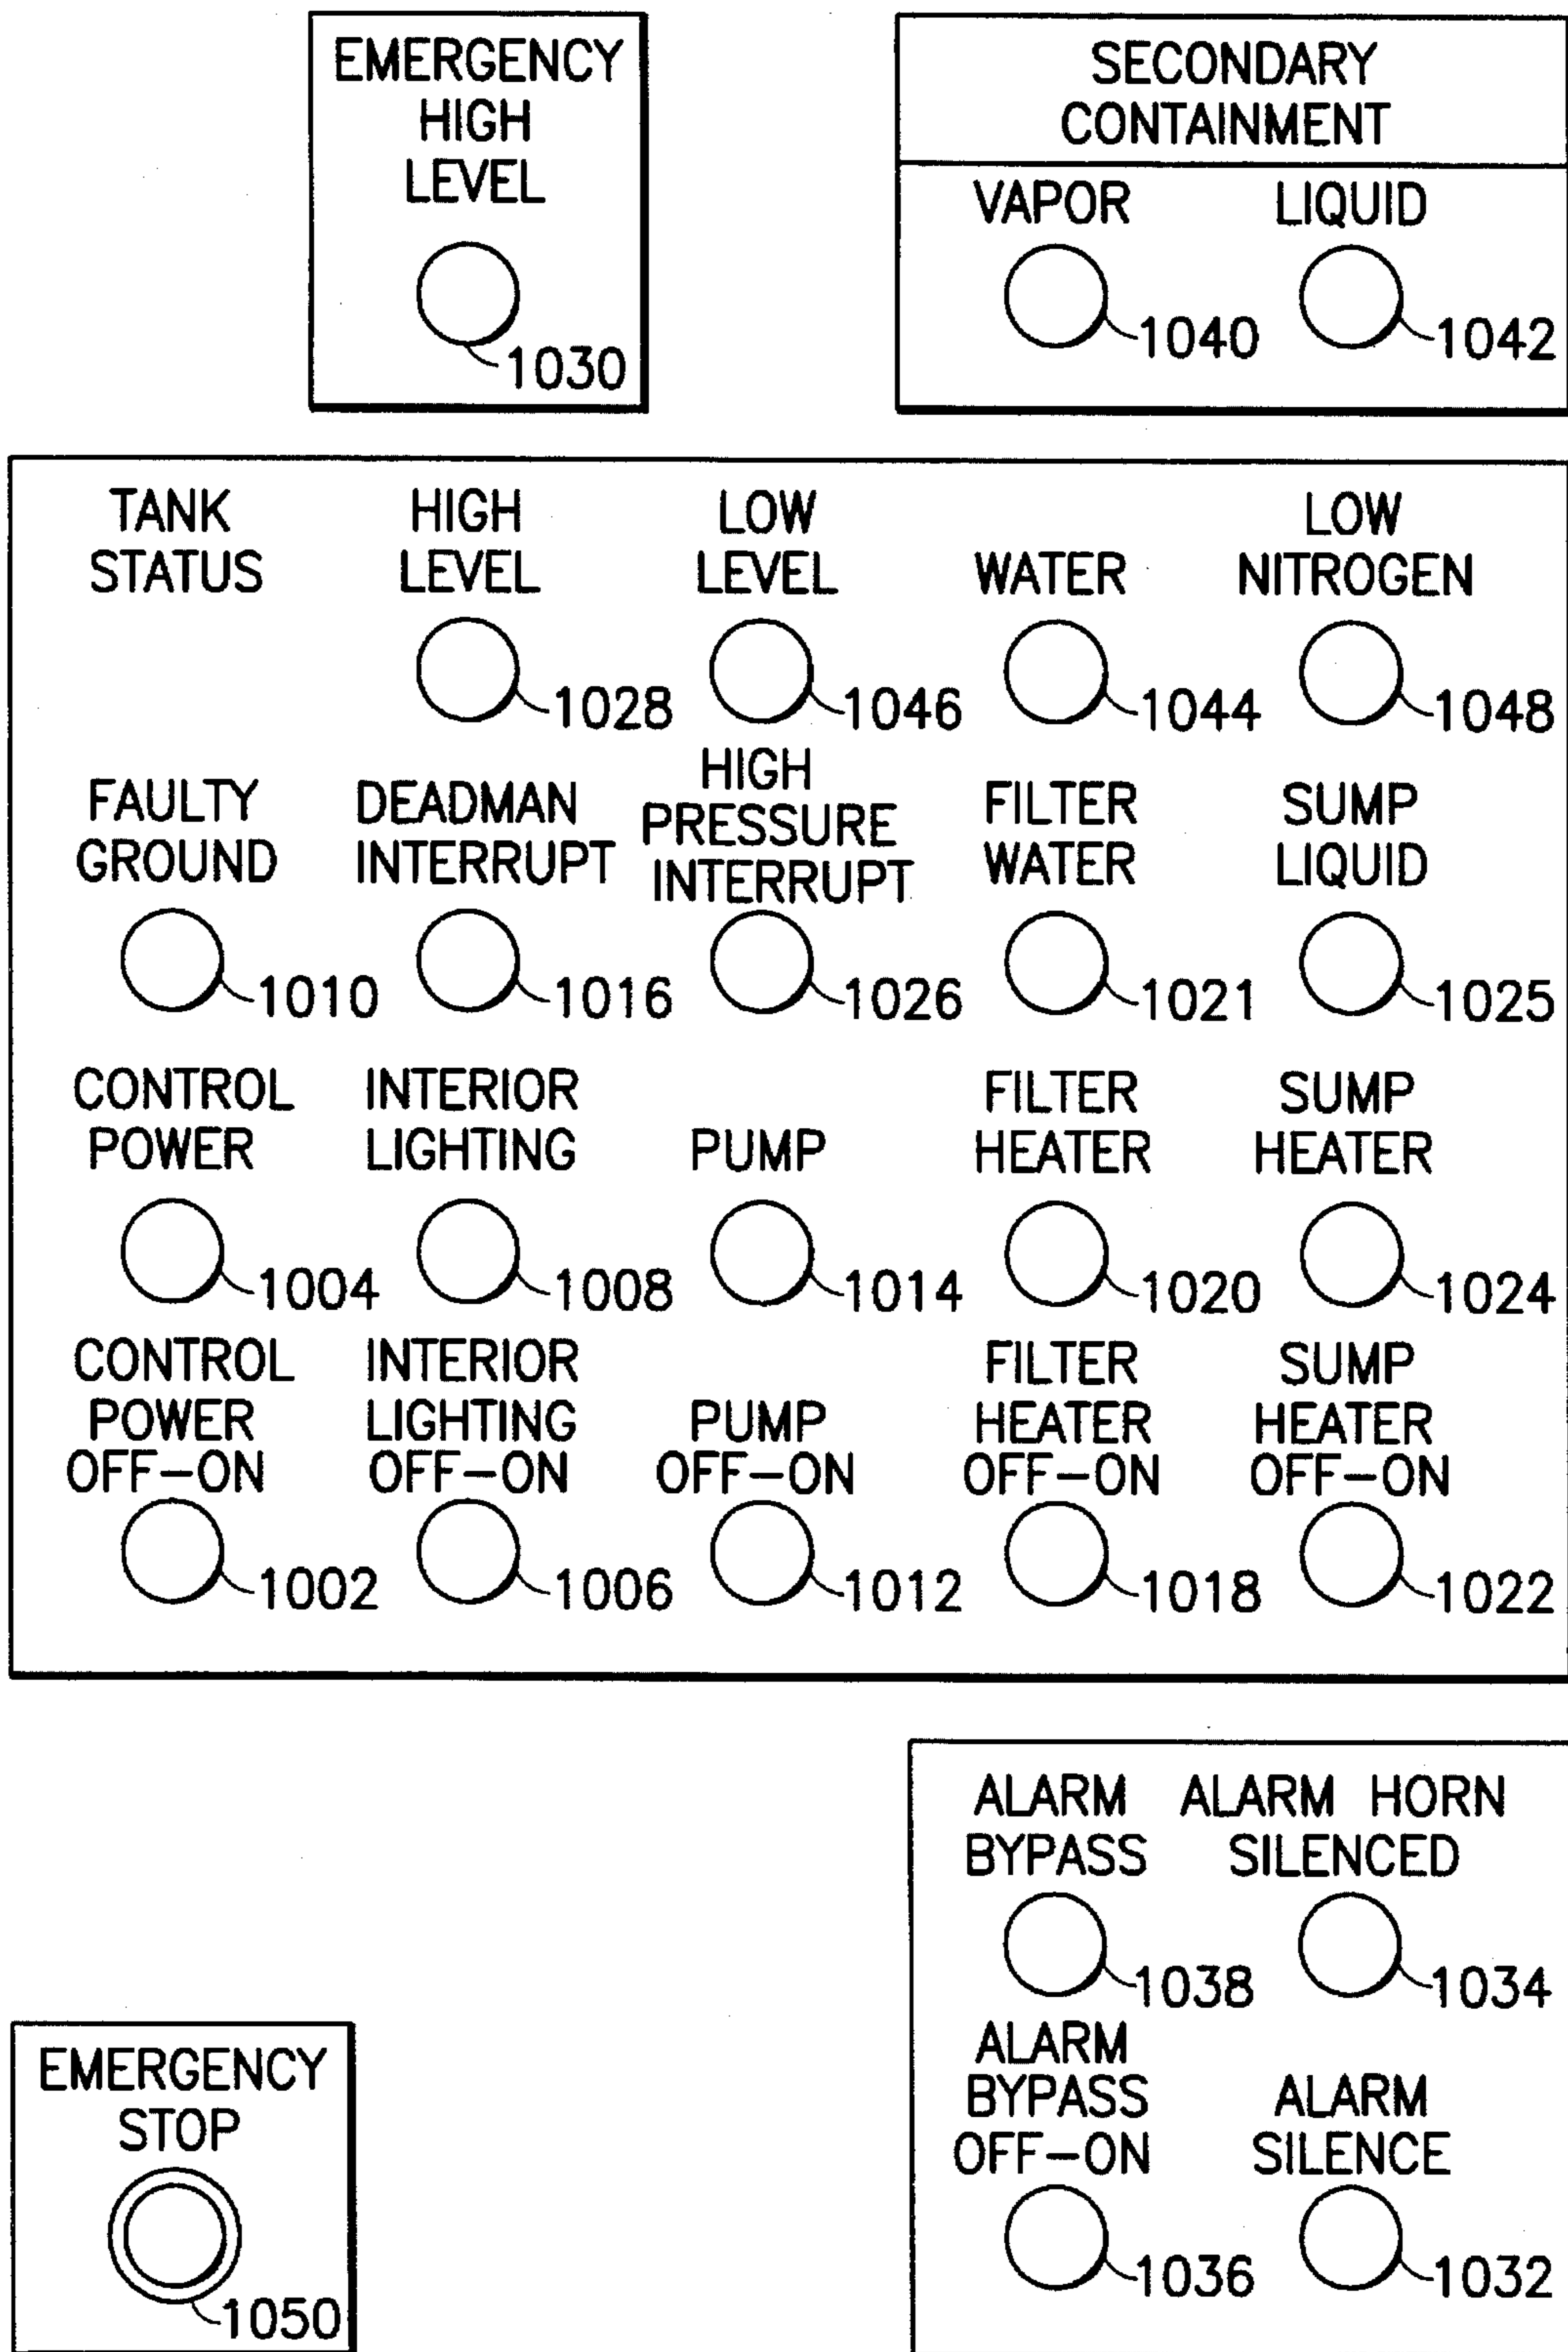 EMERGENCY
HIGH
LEVEL
1030
SECONDARY
CONTAINMENT
VAPOR LIQUID
1040 1042
TANK STATUS
HIGH LEVEL
1028
LOW LEVEL
1046
WATER
1044
LOW NITROGEN
1048
FAULTY GROUND
1010
DEADMAN INTERRUPT
1016
HIGH PRESSURE INTERRUPT
1026
FILTER WATER
1021
SUMP LIQUID
1025
CONTROL POWER
1004
INTERIOR LIGHTING
1008
PUMP
1014
FILTER HEATER
1020
SUMP HEATER
1024
CONTROL POWER OFF–ON
1002
INTERIOR LIGHTING OFF–ON
1006
PUMP OFF–ON
1012
FILTER HEATER OFF–ON
1018
SUMP HEATER OFF–ON
1022
ALARM BYPASS
1038
ALARM HORN SILENCED
1034
ALARM BYPASS OFF–ON
1036
ALARM SILENCE
1032
EMERGENCY
STOP
1050